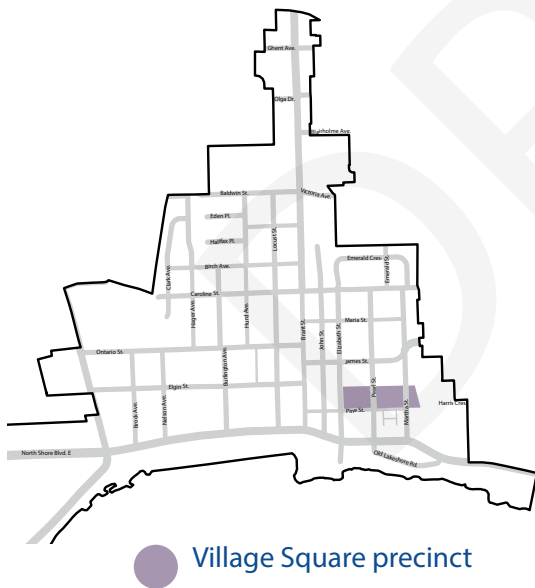 Ghent Ave.
Olga Dr.
Blairholme Ave.
Baldwin St.
Victoria Ave.
Eden Pl.
Halifax Pl.
Locust St.
Emerald Cres.
Emerald St.
Birch Ave.
Clark Ave.
Caroline St.
Hager Ave.
Hurd Ave.
Maria St.
Brant St.
John St.
Elizabeth St.
Ontario St.
James St.
Burlington Ave.
Elgin St.
Pearl St.
Martha St.
Brock Ave.
Nelson Ave.
Pine St.
Harris Cres.
North Shore Blvd. E
Old Lakeshore Rd.
Village Square precinct